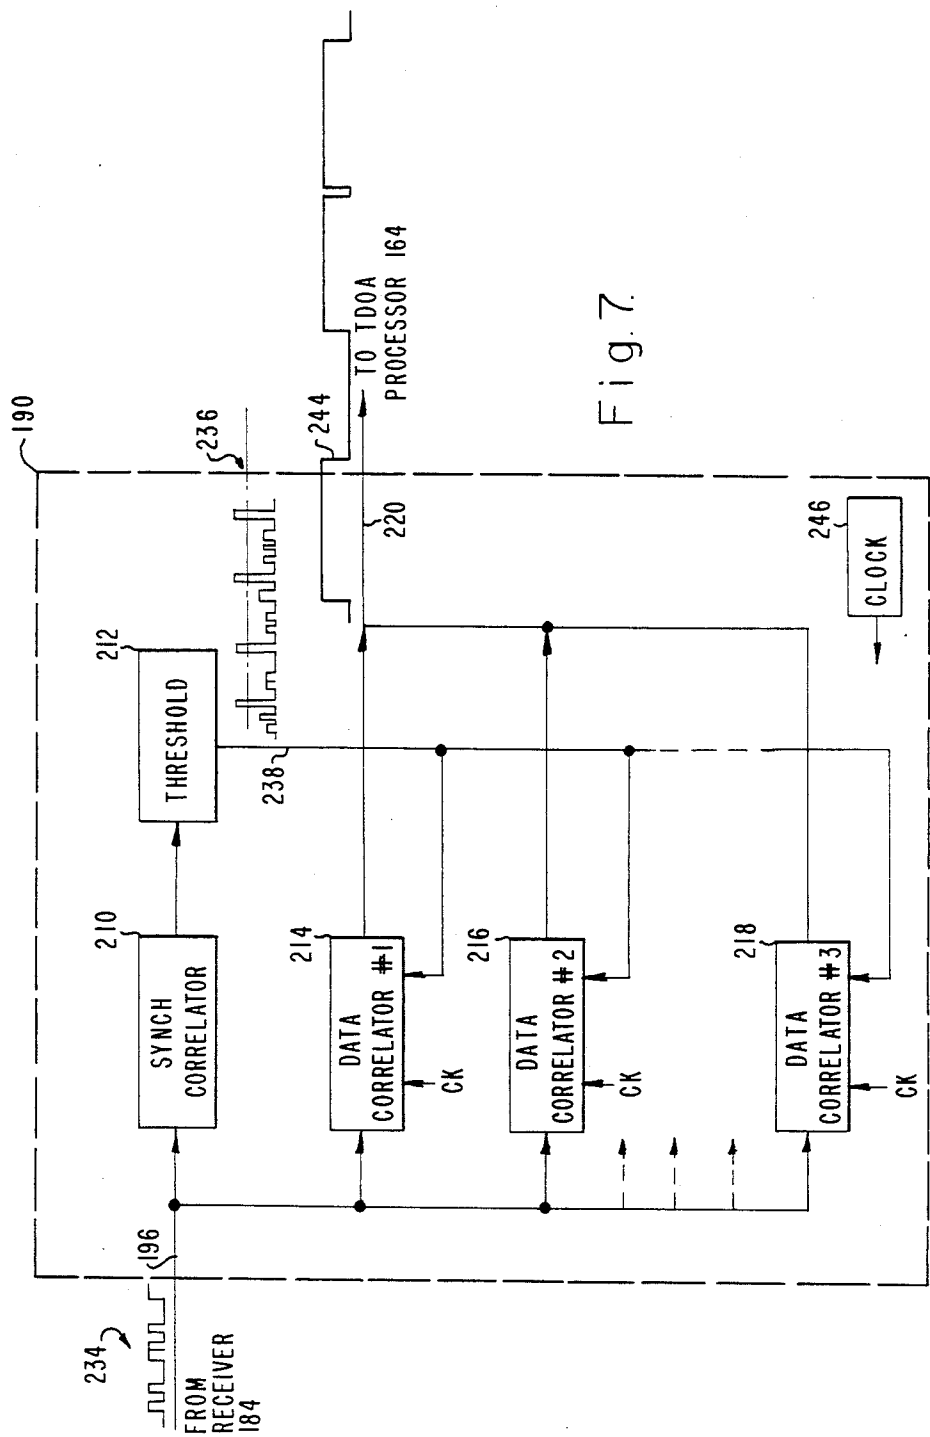 190
234
196
FROM
RECEIVER
184
210
SYNCH
CORRELATOR
212
THRESHOLD
236
238
244
214
DATA
CORRELATOR #1
CK
220
TO TDOA
PROCESSOR 164
216
DATA
CORRELATOR #2
CK
218
DATA
CORRELATOR #3
CK
246
CLOCK
Fig. 7.